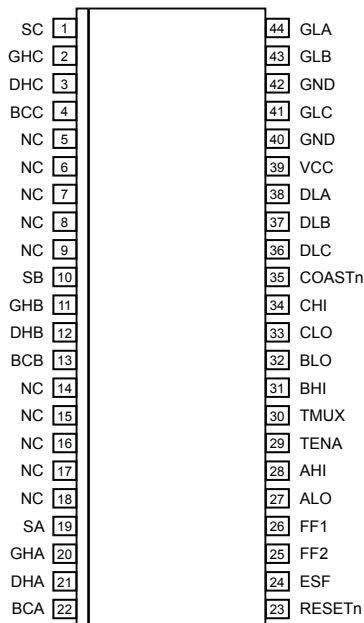 SC 1 44 GLA
GHC 2 43 GLB
DHC 3 42 GND
BCC 4 41 GLC
NC 5 40 GND
NC 6 39 VCC
NC 7 38 DLA
NC 8 37 DLB
NC 9 36 DLC
SB 10 35 COASTn
GHB 11 34 CHI
DHB 12 33 CLO
BCB 13 32 BLO
NC 14 31 BHI
NC 15 30 TMUX
NC 16 29 TENA
NC 17 28 AHI
NC 18 27 ALO
SA 19 26 FF1
GHA 20 25 FF2
DHA 21 24 ESF
BCA 22 23 RESETn